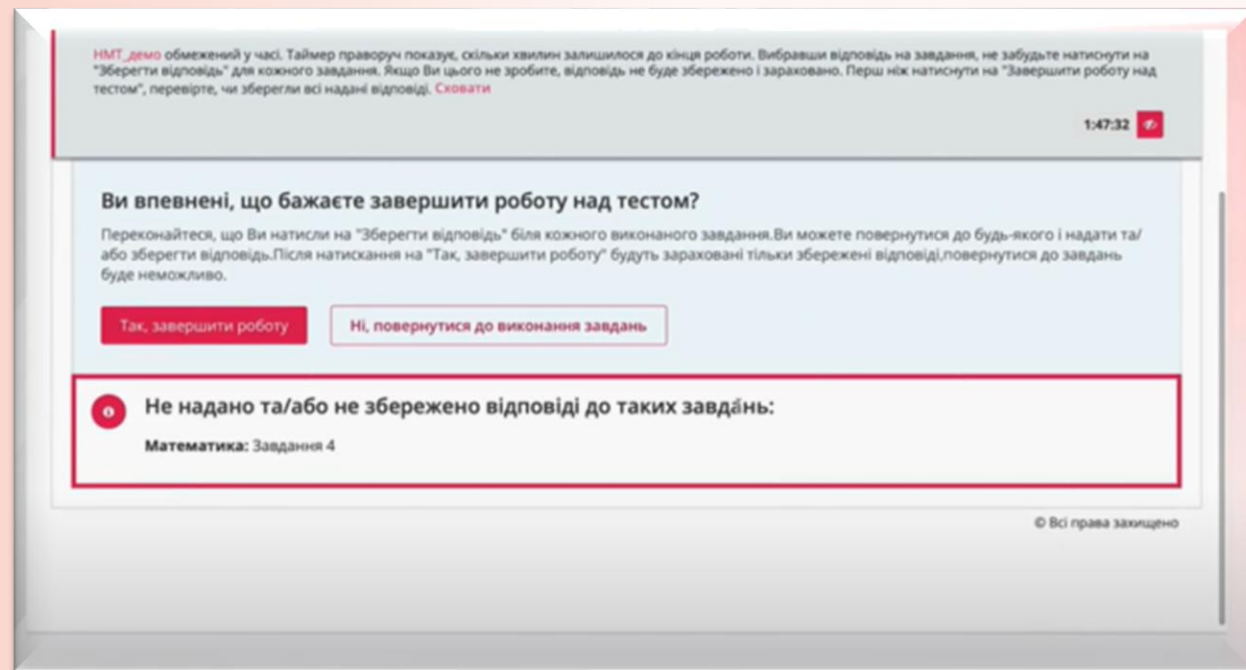 НМТ_демо обмежений у часі. Таймер праворуч показує, скільки хвилин залишилося до кінця роботи. Вибравши відповідь на завдання, не забудьте натиснути на
"Зберегти відповідь" для кожного завдання. Якщо Ви цього не зробите, відповідь не буде збережено і зараховано. Перш ніж натиснути на "Завершити роботу над
тестом", перевірте, чи зберегли всі надані відповіді. Сховати
1:47:32
Ви впевнені, що бажаєте завершити роботу над тестом?
Переконайтеся, що Ви натисли на "Зберегти відповідь" біля кожного виконаного завдання.Ви можете повернутися до будь-якого і надати та/
або зберегти відповідь.Після натискання на "Так, завершити роботу" будуть зараховані тільки збережені відповіді,повернутися до завдань
буде неможливо.
Так, завершити роботу
Ні, повернутися до виконання завдань
Не надано та/або не збережено відповіді до таких завдань:
Математика: Завдання 4
© Всі права захищено